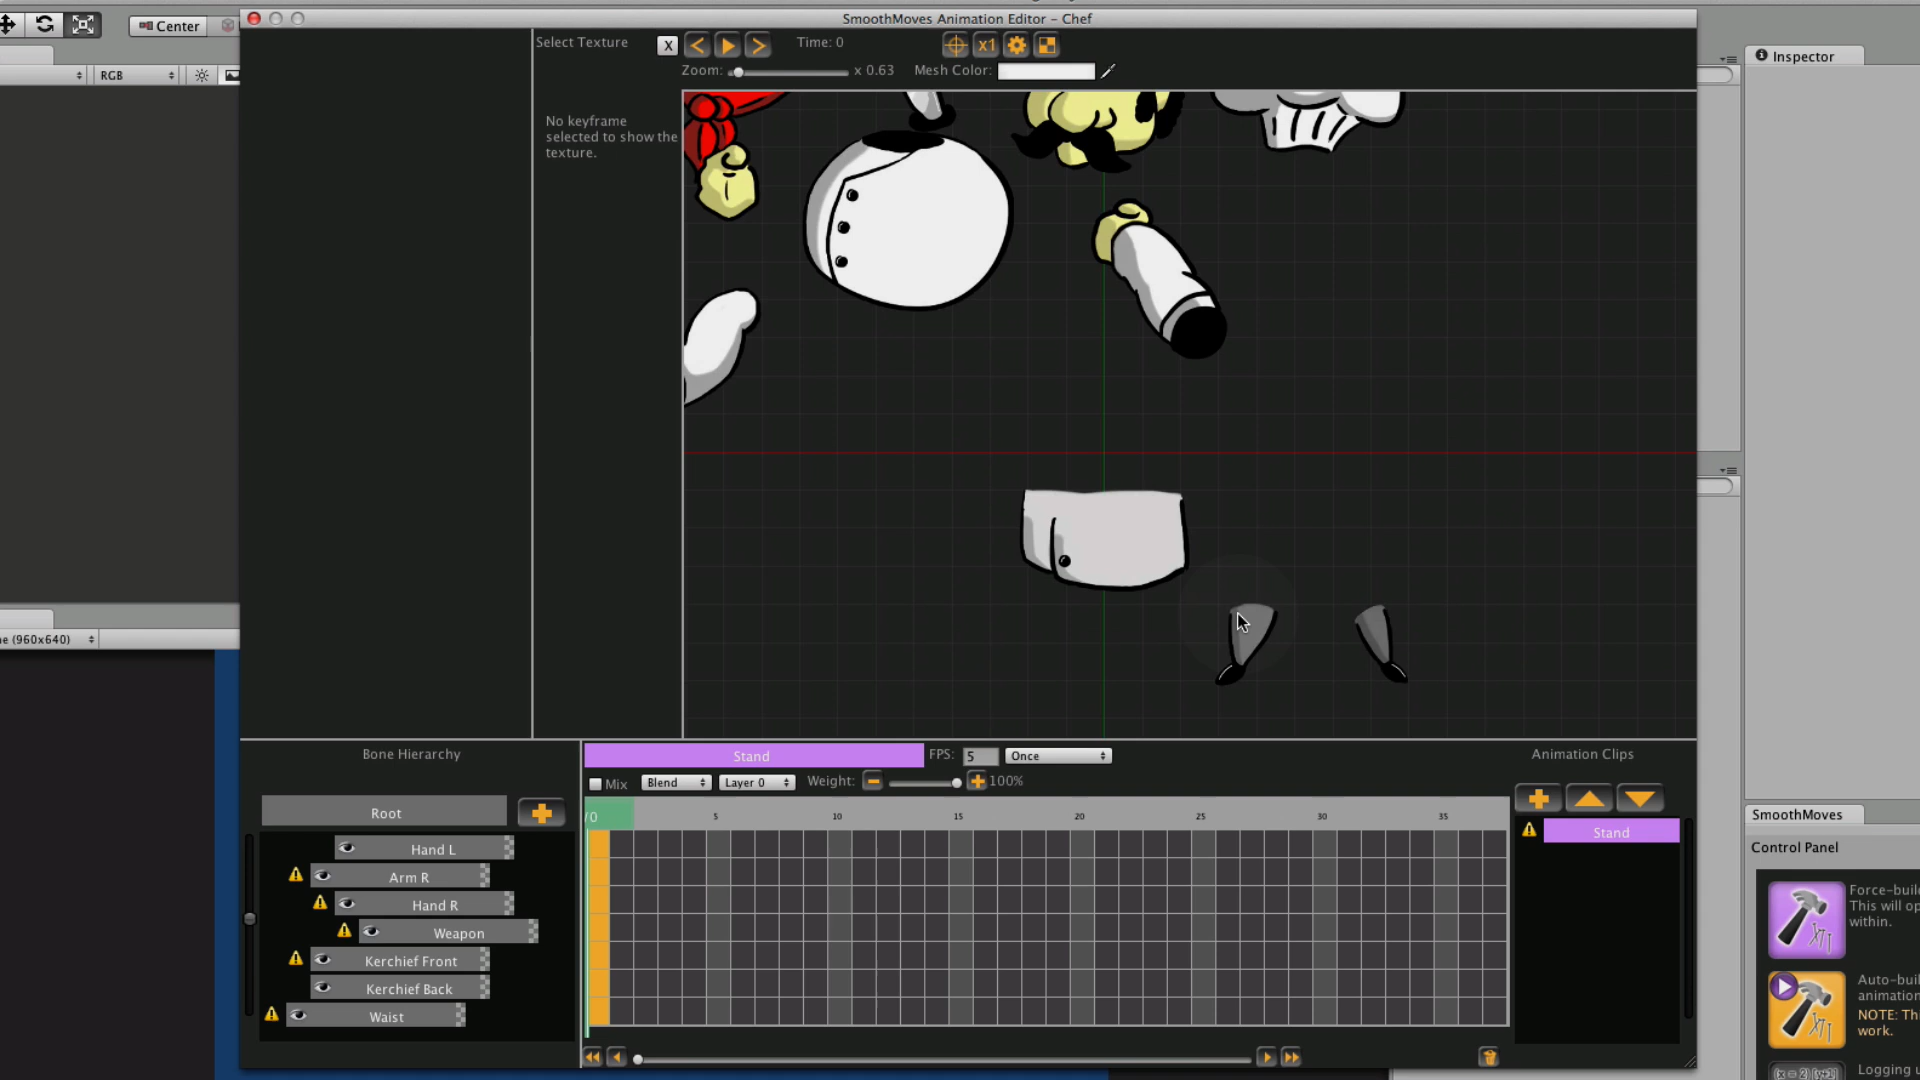 SmoothMoves Animation Editor – Chef
Center
Inspector
RGB
Select Texture
X
Time: 0
x1
Zoom:
x 0.63
Mesh Color:
No keyframe
selected to show the
texture.
(960x640)
Bone Hierarchy
Stand
FPS:
5
Once
Animation Clips
Mix
Blend
Layer 0
Weight:
100%
Root
0
5
10
15
20
25
30
35
Stand
SmoothMoves
Control Panel
Hand L
Arm R
Hand R
Weapon
Kerchief Front
Kerchief Back
Waist
Force-buil
This will op
within.
Auto-buil
animation
NOTE: Thi
work.
(x=2) (y+1)
Logging u